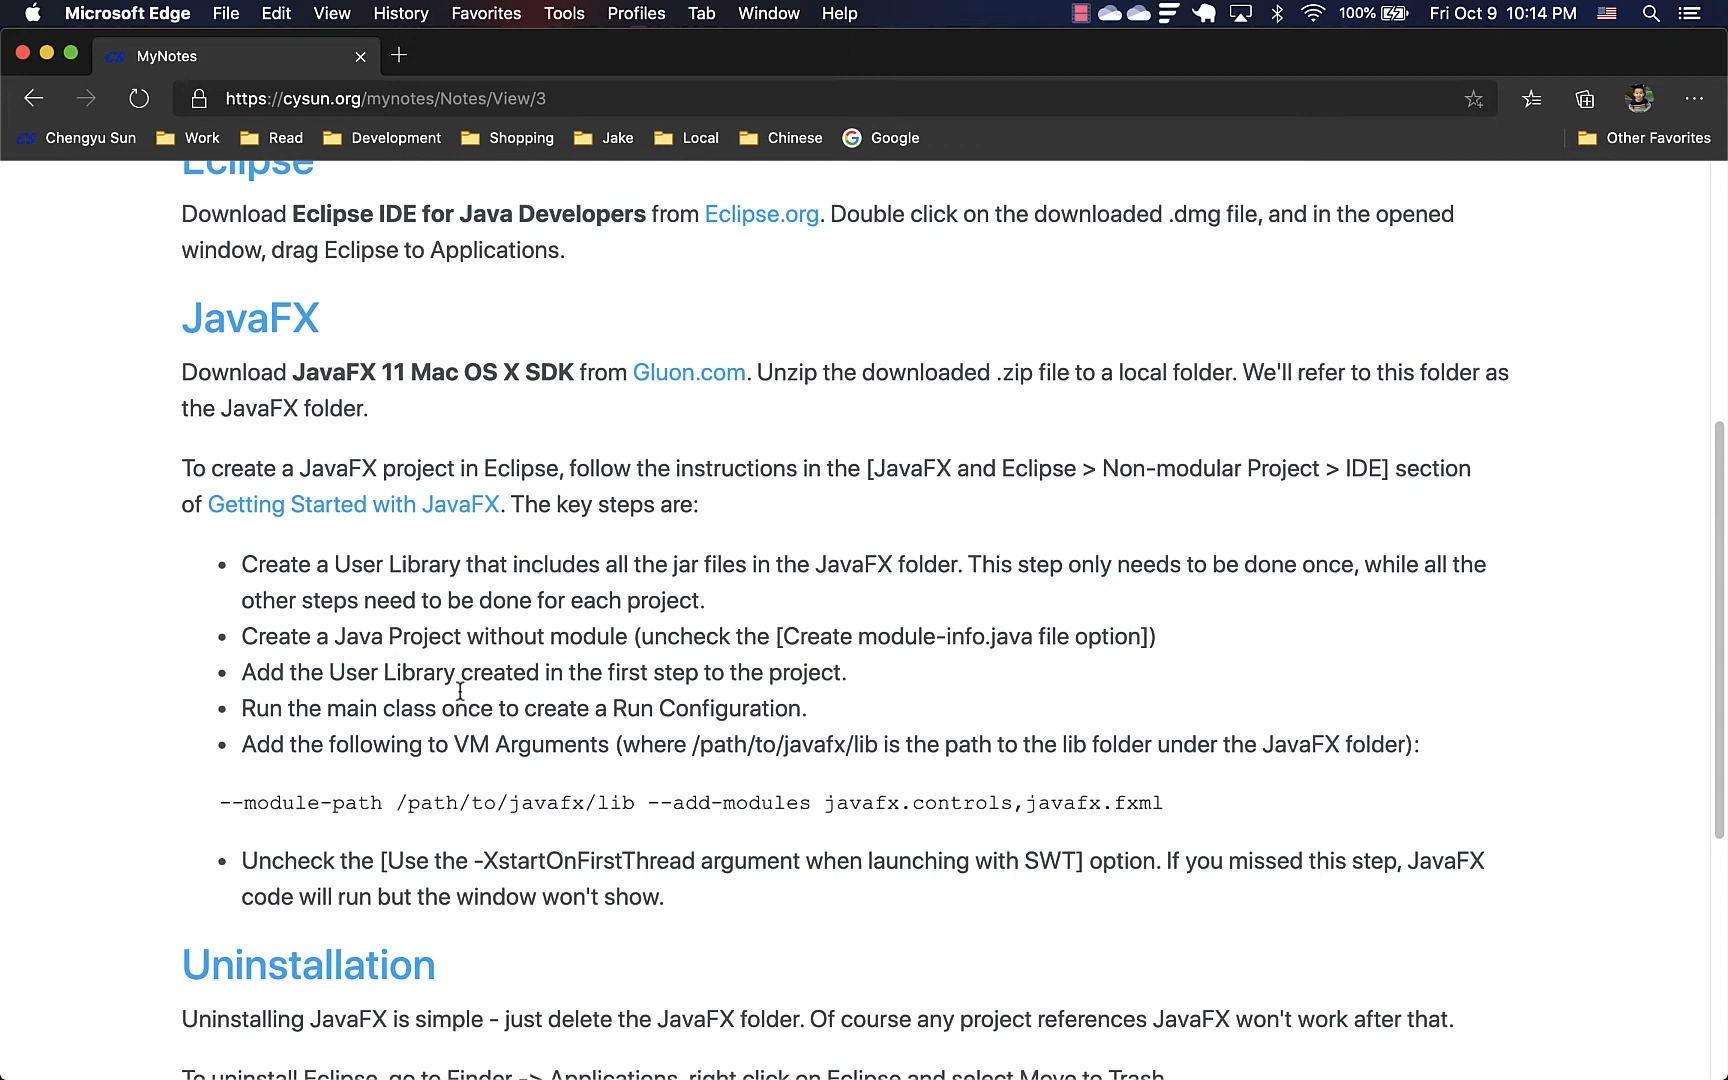 Microsoft Edge File Edit View History Favorites Tools Profiles Tab Window Help 100% Fri Oct 9 10:14 PM
CS MyNotes
https://cysun.org/mynotes/Notes/View/3
CS Chengyu Sun Work Read Development Shopping Jake Local Chinese Google Other Favorites
Eclipse
Download Eclipse IDE for Java Developers from Eclipse.org. Double click on the downloaded .dmg file, and in the opened
window, drag Eclipse to Applications.
JavaFX
Download JavaFX 11 Mac OS X SDK from Gluon.com. Unzip the downloaded .zip file to a local folder. We'll refer to this folder as
the JavaFX folder.
To create a JavaFX project in Eclipse, follow the instructions in the [JavaFX and Eclipse > Non-modular Project > IDE] section
of Getting Started with JavaFX. The key steps are:
• Create a User Library that includes all the jar files in the JavaFX folder. This step only needs to be done once, while all the
other steps need to be done for each project.
• Create a Java Project without module (uncheck the [Create module-info.java file option])
• Add the User Library created in the first step to the project.
• Run the main class once to create a Run Configuration.
• Add the following to VM Arguments (where /path/to/javafx/lib is the path to the lib folder under the JavaFX folder):
--module-path /path/to/javafx/lib --add-modules javafx.controls,javafx.fxml
• Uncheck the [Use the -XstartOnFirstThread argument when launching with SWT] option. If you missed this step, JavaFX
code will run but the window won't show.
Uninstallation
Uninstalling JavaFX is simple - just delete the JavaFX folder. Of course any project references JavaFX won't work after that.
To uninstall Eclipse, go to Finder -> Applications, right click on Eclipse and select Move to Trash